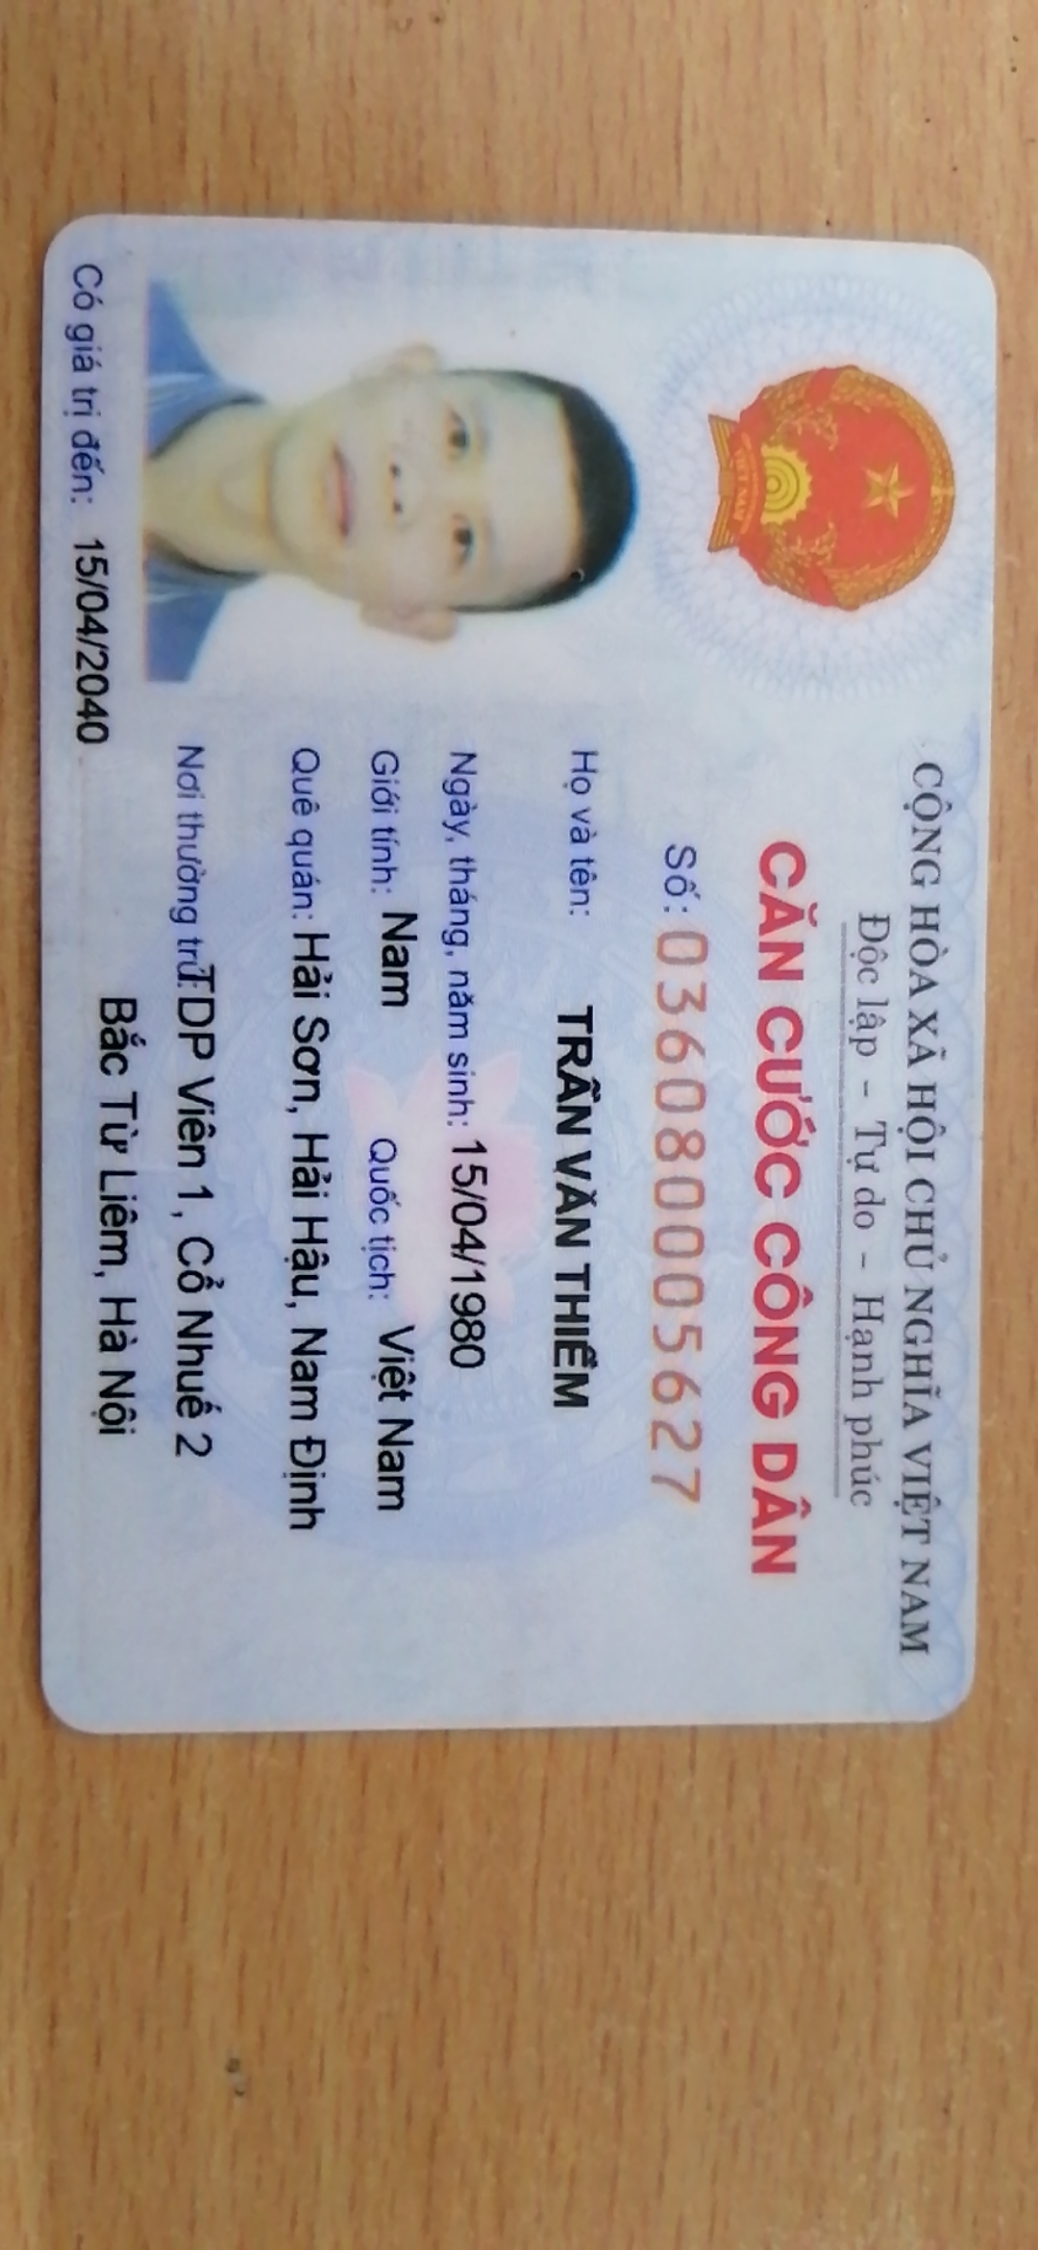 CỘNG HÒA XÃ HỘI CHỦ NGHĨA VIỆT NAM
Độc lập - Tự do - Hạnh phúc
CĂN CƯỚC CÔNG DÂN
Số: 036080005627
Họ và tên: TRẦN VĂN THIỂM
Ngày, tháng, năm sinh: 15/04/1980
Giới tính: Nam Quốc tịch: Việt Nam
Quê quán: Hải Sơn, Hải Hậu, Nam Định
Nơi thường trú: TDP Viên 1, Cổ Nhuế 2
Bắc Từ Liêm, Hà Nội
Có giá trị đến: 15/04/2040
VIỆT NAM